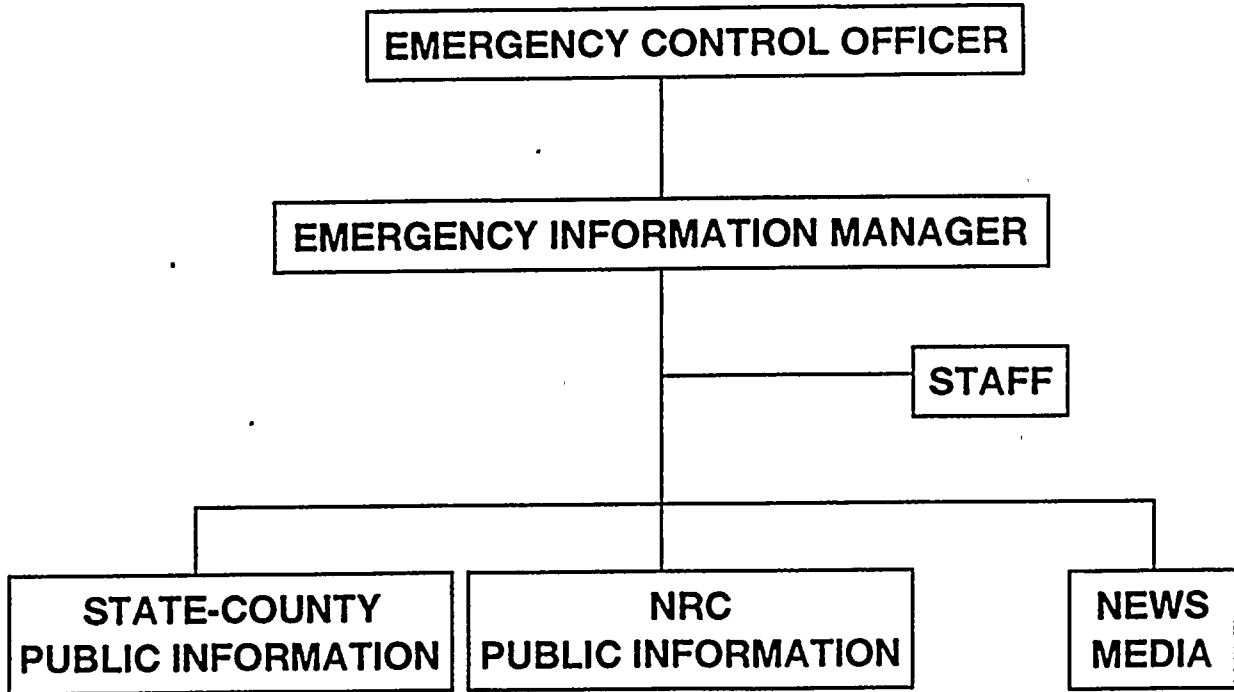 EMERGENCY CONTROL OFFICER
EMERGENCY INFORMATION MANAGER
STAFF
STATE-COUNTY
PUBLIC INFORMATION
NRC
PUBLIC INFORMATION
NEWS
MEDIA